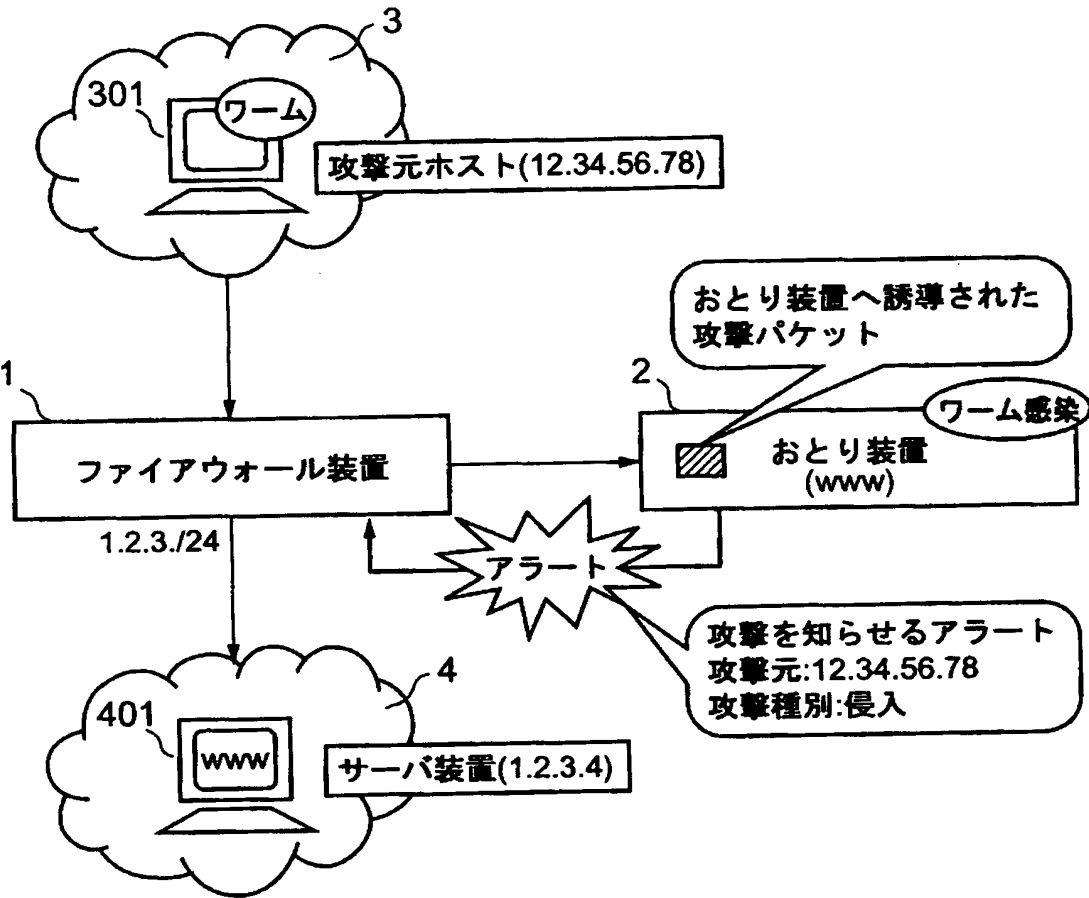 3
301
ワーム
攻撃元ホスト(12.34.56.78)
おとり装置へ誘導された
攻撃パケット
1
2
ワーム感染
ファイアウォール装置
おとり装置
(www)
1.2.3./24
アラート
攻撃を知らせるアラート
攻撃元:12.34.56.78
攻撃種別:侵入
4
401
www
サーバ装置(1.2.3.4)